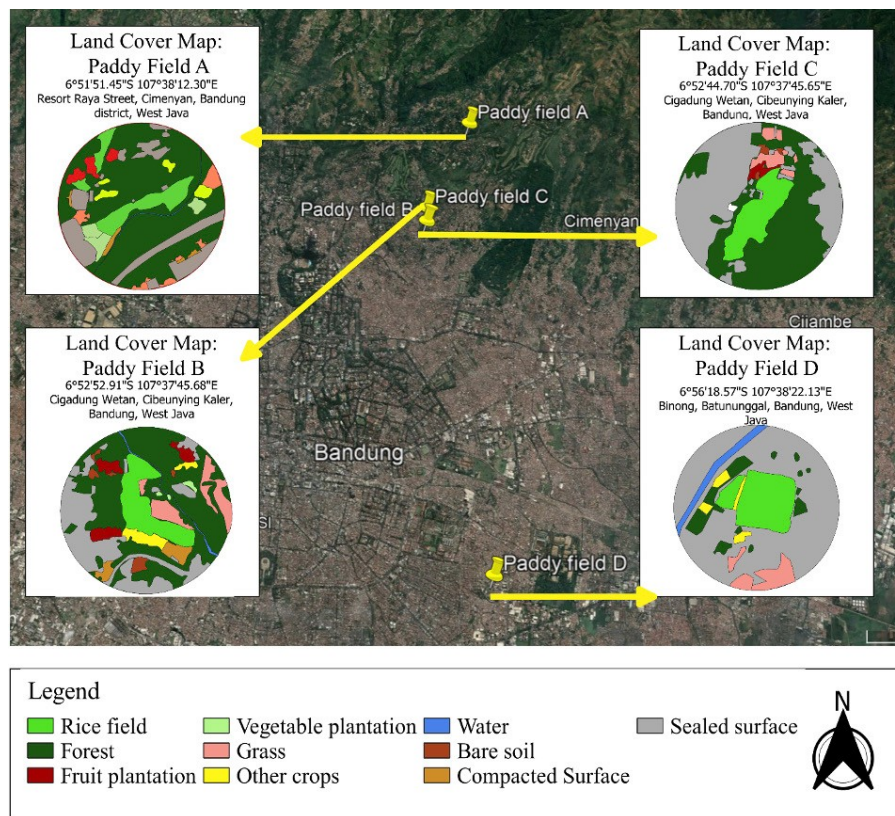 Land Cover Map:
Paddy Field A
6°51'51.45"S 107°38'12.30"E
Resort Raya Street, Cimenyan, Bandung
district, West Java
Land Cover Map:
Paddy Field C
6°52'44.70"S 107°37'45.65"E
Cigadung Wetan, Cibeunying Kaler,
Bandung, West Java
Paddy field A
Paddy field C
Paddy field B
Cimenyan
Land Cover Map:
Paddy Field B
6°52'52.91"S 107°37'45.68"E
Cigadung Wetan, Cibeunying Kaler,
Bandung, West Java
Cijambe
Land Cover Map:
Paddy Field D
6°56'18.57"S 107°38'22.13"E
Binong, Batununggal, Bandung, West
Java
Bandung
SI
Paddy field D
Legend
Rice field
Forest
Fruit plantation
Vegetable plantation
Grass
Other crops
Water
Bare soil
Compacted Surface
Sealed surface
N